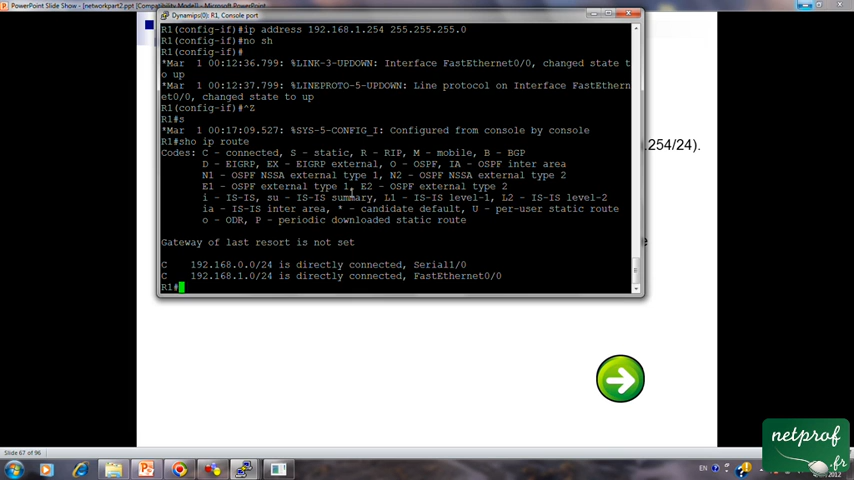 PowerPoint Slide Show - [networkpart2.ppt [Compatibility Mode] - Microsoft PowerPoint
Dynamips(0): R1, Console port
R1(config-if)#ip address 192.168.1.254 255.255.255.0
R1(config-if)#no sh
R1(config-if)#
*Mar  1 00:12:36.799: %LINK-3-UPDOWN: Interface FastEthernet0/0, changed state t
o up
*Mar  1 00:12:37.799: %LINEPROTO-5-UPDOWN: Line protocol on Interface FastEthern
et0/0, changed state to up
R1(config-if)#^Z
R1#s
*Mar  1 00:17:09.527: %SYS-5-CONFIG_I: Configured from console by console
R1#sho ip route
Codes: C - connected, S - static, R - RIP, M - mobile, B - BGP
D - EIGRP, EX - EIGRP external, O - OSPF, IA - OSPF inter area
N1 - OSPF NSSA external type 1, N2 - OSPF NSSA external type 2
E1 - OSPF external type 1, E2 - OSPF external type 2
i - IS-IS, su - IS-IS summary, L1 - IS-IS level-1, L2 - IS-IS level-2
ia - IS-IS inter area, * - candidate default, U - per-user static route
o - ODR, P - periodic downloaded static route
Gateway of last resort is not set
C    192.168.0.0/24 is directly connected, Serial1/0
C    192.168.1.0/24 is directly connected, FastEthernet0/0
R1#
.254/24).
e
Slide 67 of 96
netprof
.fr
EN
2012